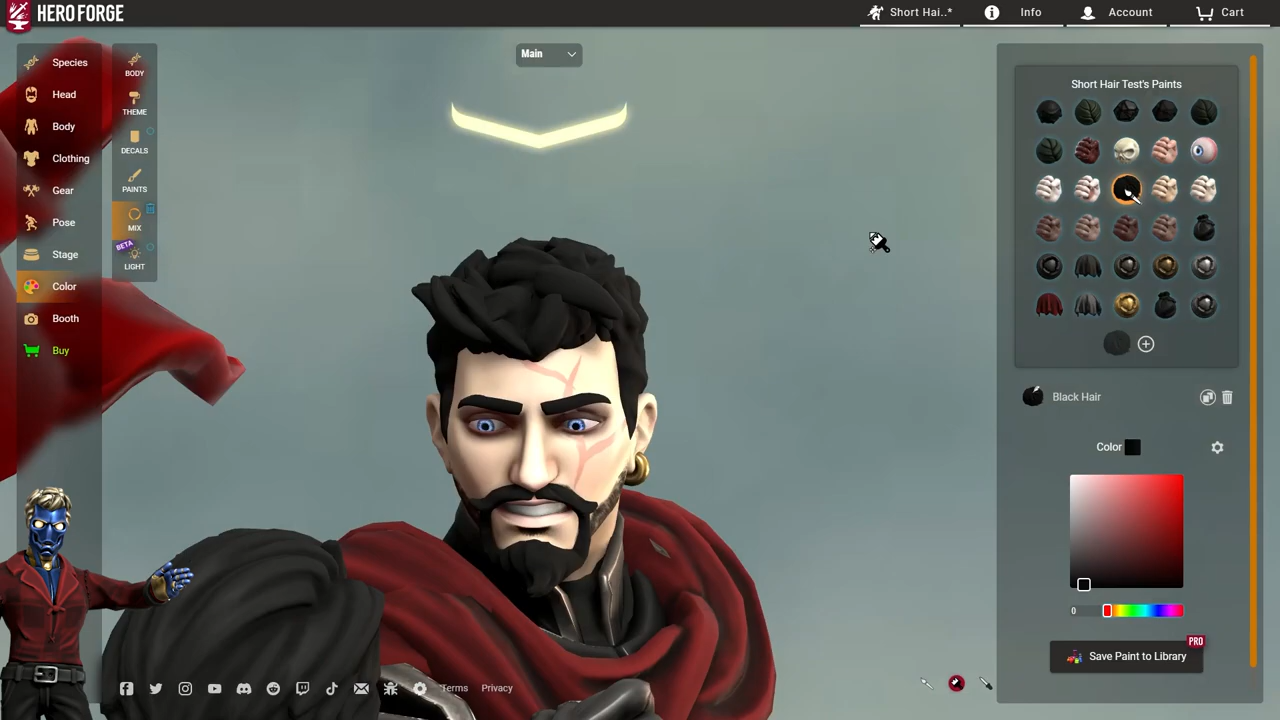 HERO FORGE
Short Hai..*
Info
Account
Cart
Main
Species
Head
Body
Clothing
Gear
Pose
Stage
Color
Booth
Buy
BODY
THEME
DECALS
PAINTS
MIX
BETA
LIGHT
Short Hair Test's Paints
Black Hair
Color
0
PRO
Save Paint to Library
Terms
Privacy